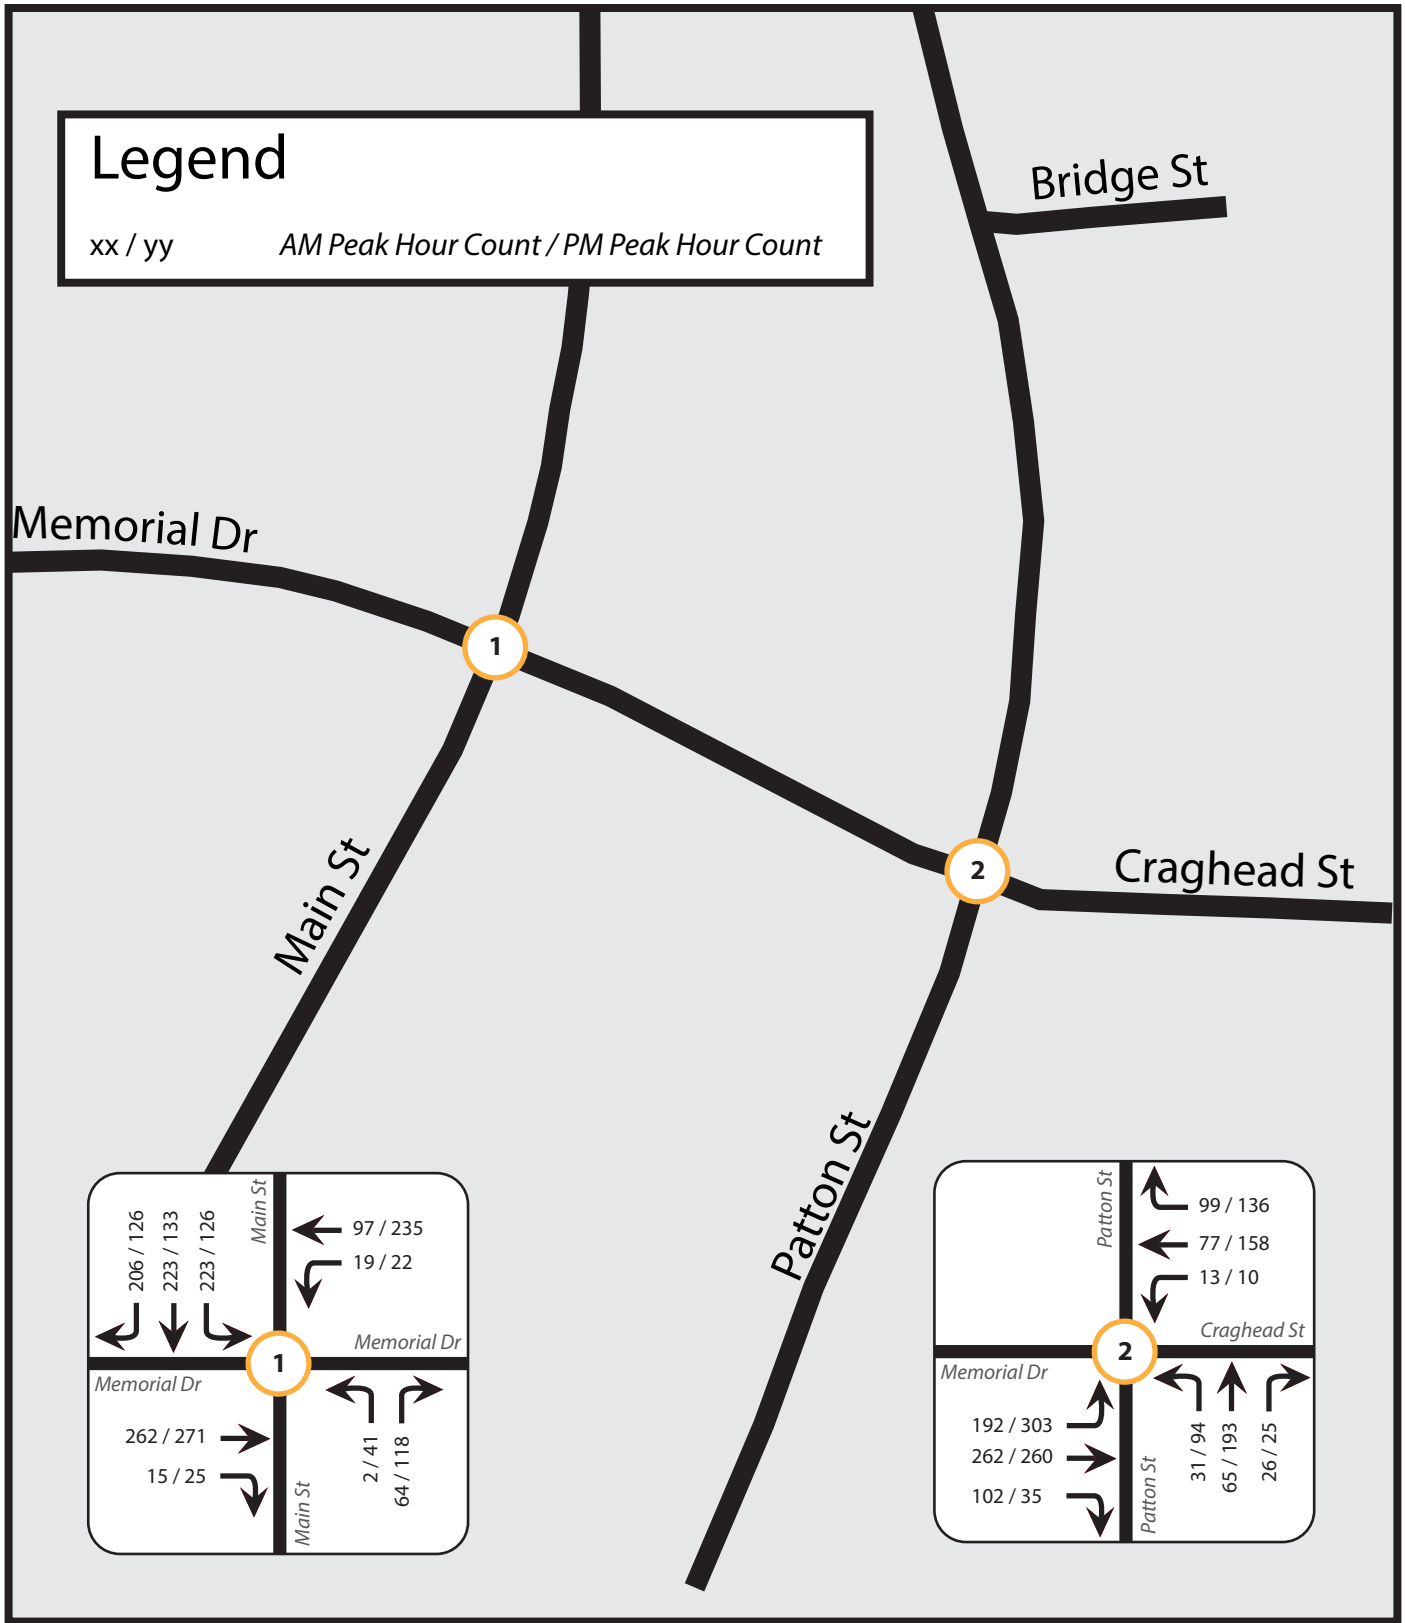 Legend
xx / yy AM Peak Hour Count / PM Peak Hour Count
Bridge St
Memorial Dr
1
2
Craghead St
Main St
Patton St
206 / 126
223 / 133
223 / 126
Main St
97 / 235
19 / 22
Memorial Dr
1
Memorial Dr
262 / 271
15 / 25
Main St
2 / 41
64 / 118
Patton St
99 / 136
77 / 158
13 / 10
Craghead St
2
Memorial Dr
192 / 303
262 / 260
102 / 35
Patton St
31 / 94
65 / 193
26 / 25